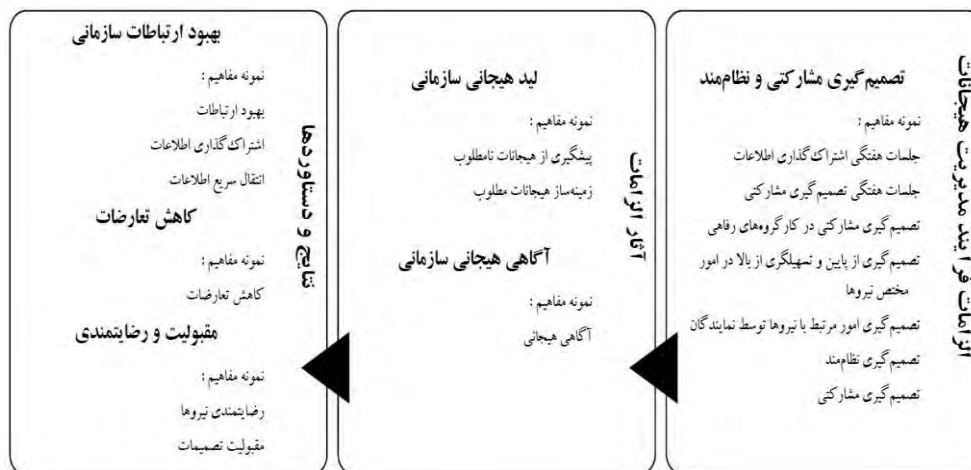 الزامات فرایند مدیریت هیجانات
تصمیم‌گیری مشارکتی و نظام‌مند
نمونه مفاهیم :
جلسات هفتگی اشتراک‌گذاری اطلاعات
جلسات هفتگی تصمیم‌گیری مشارکتی
تصمیم‌گیری مشارکتی در کارگروه‌های رفاهی
تصمیم‌گیری از پایین و تسهیلگری از بالا در امور
مختص نیروها
تصمیم‌گیری امور مرتبط با نیروها توسط نمایندگان
تصمیم‌گیری نظام‌مند
تصمیم‌گیری مشارکتی
آثار الزامات
لید هیجانی سازمانی
نمونه مفاهیم :
پیشگیری از هیجانات نامطلوب
زمینه‌ساز هیجانات مطلوب
آگاهی هیجانی سازمانی
نمونه مفاهیم :
آگاهی هیجانی
نتایج و دستاوردها
بهبود ارتباطات سازمانی
نمونه مفاهیم :
بهبود ارتباطات
اشتراک‌گذاری اطلاعات
انتقال سریع اطلاعات
کاهش تعارضات
نمونه مفاهیم :
کاهش تعارضات
مقبولیت و رضایتمندی
نمونه مفاهیم :
رضایتمندی نیروها
مقبولیت تصمیمات